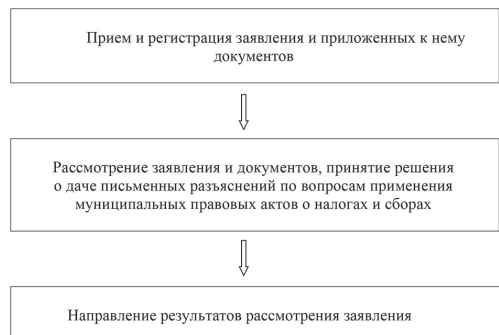 Прием и регистрация заявления и приложенных к нему
документов
Рассмотрение заявления и документов, принятие решения
о даче письменных разъяснений по вопросам применения
муниципальных правовых актов о налогах и сборах
Направление результатов рассмотрения заявления